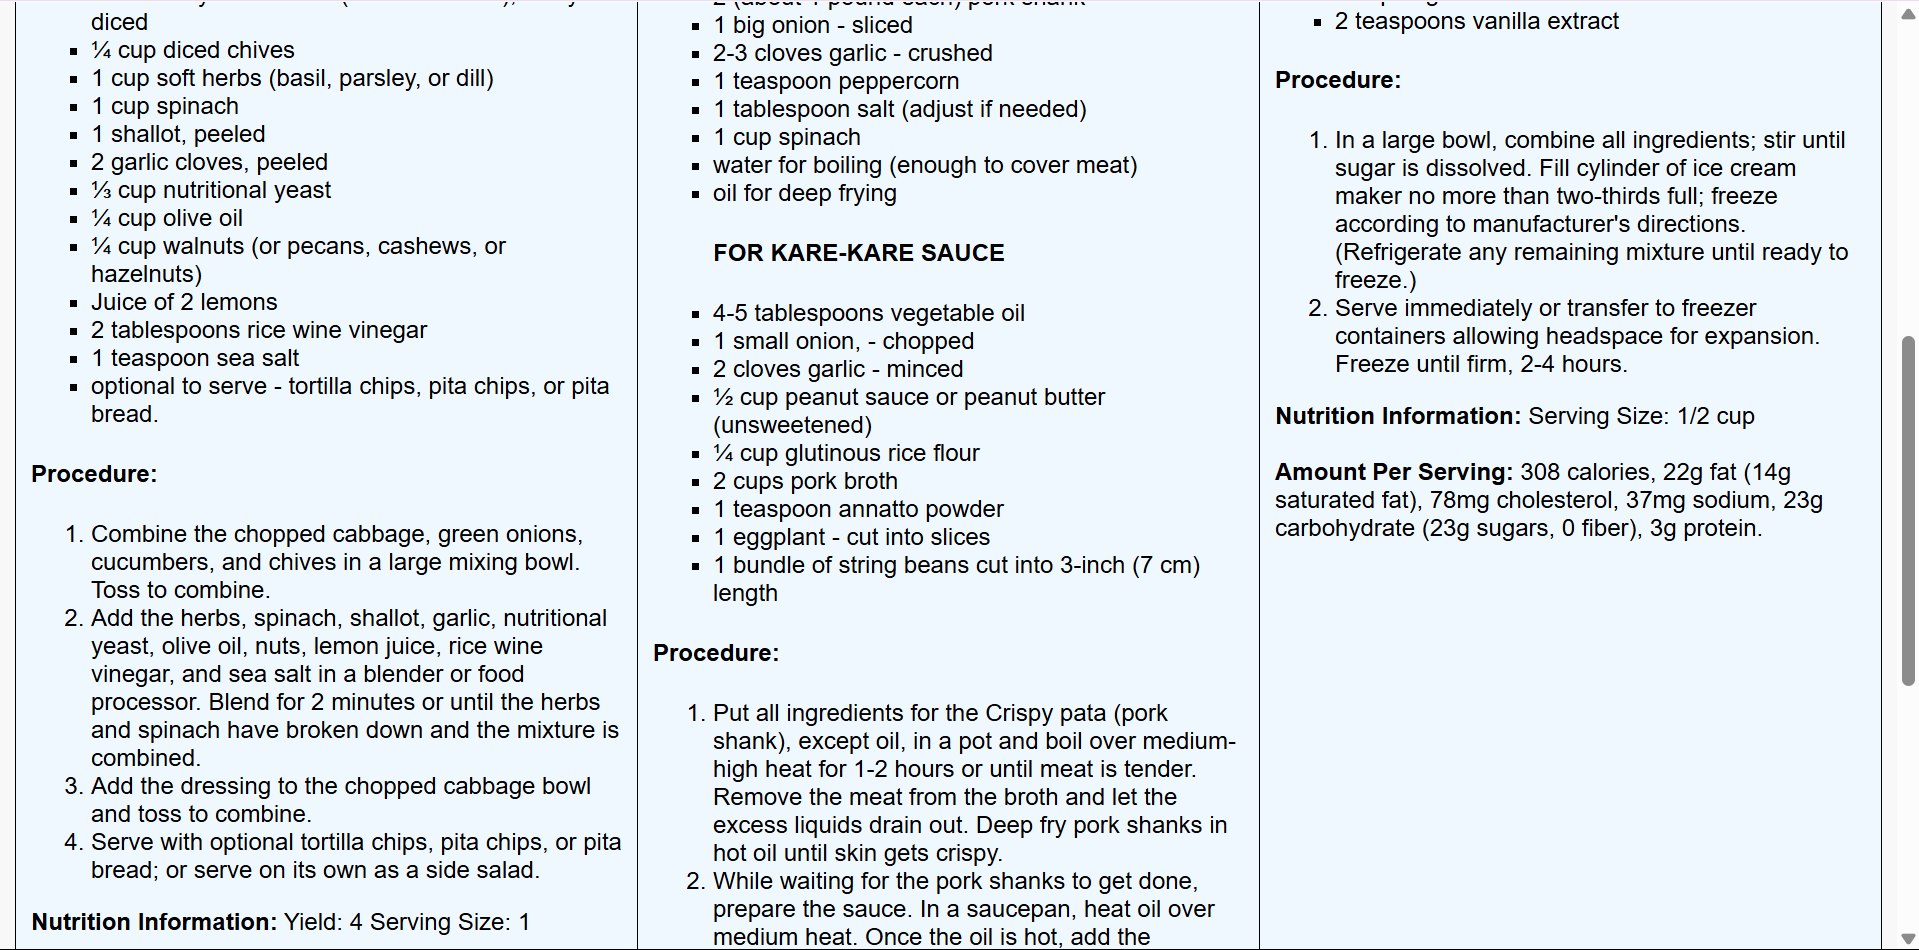 diced
¼ cup diced chives
1 cup soft herbs (basil, parsley, or dill)
1 cup spinach
1 shallot, peeled
2 garlic cloves, peeled
⅓ cup nutritional yeast
¼ cup olive oil
¼ cup walnuts (or pecans, cashews, or
hazelnuts)
Juice of 2 lemons
2 tablespoons rice wine vinegar
1 teaspoon sea salt
optional to serve - tortilla chips, pita chips, or pita
bread.
Procedure:
1. Combine the chopped cabbage, green onions,
cucumbers, and chives in a large mixing bowl.
Toss to combine.
2. Add the herbs, spinach, shallot, garlic, nutritional
yeast, olive oil, nuts, lemon juice, rice wine
vinegar, and sea salt in a blender or food
processor. Blend for 2 minutes or until the herbs
and spinach have broken down and the mixture is
combined.
3. Add the dressing to the chopped cabbage bowl
and toss to combine.
4. Serve with optional tortilla chips, pita chips, or pita
bread; or serve on its own as a side salad.
Nutrition Information: Yield: 4 Serving Size: 1
2 (about 1 pound each) pork shank
1 big onion - sliced
2-3 cloves garlic - crushed
1 teaspoon peppercorn
1 tablespoon salt (adjust if needed)
1 cup spinach
water for boiling (enough to cover meat)
oil for deep frying
FOR KARE-KARE SAUCE
4-5 tablespoons vegetable oil
1 small onion, - chopped
2 cloves garlic - minced
½ cup peanut sauce or peanut butter
(unsweetened)
¼ cup glutinous rice flour
2 cups pork broth
1 teaspoon annatto powder
1 eggplant - cut into slices
1 bundle of string beans cut into 3-inch (7 cm)
length
Procedure:
1. Put all ingredients for the Crispy pata (pork
shank), except oil, in a pot and boil over medium-
high heat for 1-2 hours or until meat is tender.
Remove the meat from the broth and let the
excess liquids drain out. Deep fry pork shanks in
hot oil until skin gets crispy.
2. While waiting for the pork shanks to get done,
prepare the sauce. In a saucepan, heat oil over
medium heat. Once the oil is hot, add the
2 teaspoons vanilla extract
Procedure:
1. In a large bowl, combine all ingredients; stir until
sugar is dissolved. Fill cylinder of ice cream
maker no more than two-thirds full; freeze
according to manufacturer's directions.
(Refrigerate any remaining mixture until ready to
freeze.)
2. Serve immediately or transfer to freezer
containers allowing headspace for expansion.
Freeze until firm, 2-4 hours.
Nutrition Information: Serving Size: 1/2 cup
Amount Per Serving: 308 calories, 22g fat (14g
saturated fat), 78mg cholesterol, 37mg sodium, 23g
carbohydrate (23g sugars, 0 fiber), 3g protein.